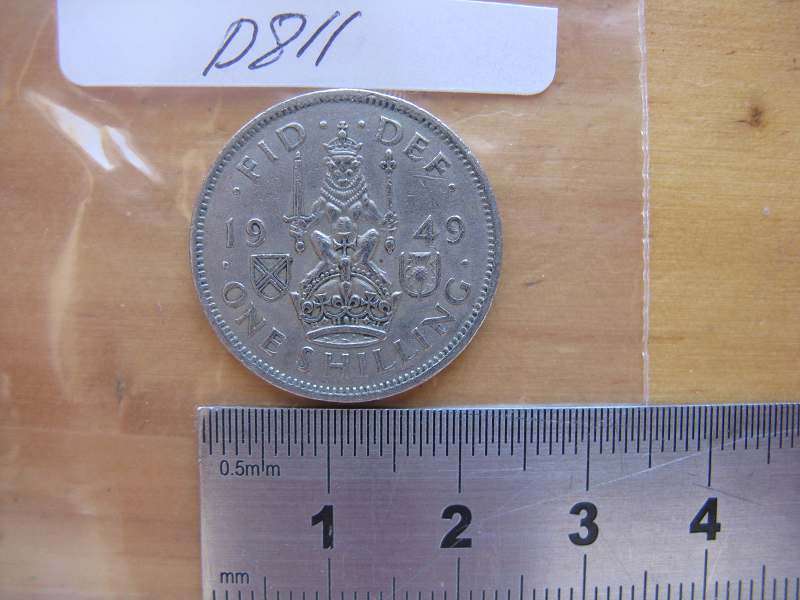 D811
· FID · DEF ·
19 49
· ONE SHILLING ·
0.5mm
1 2 3 4
mm